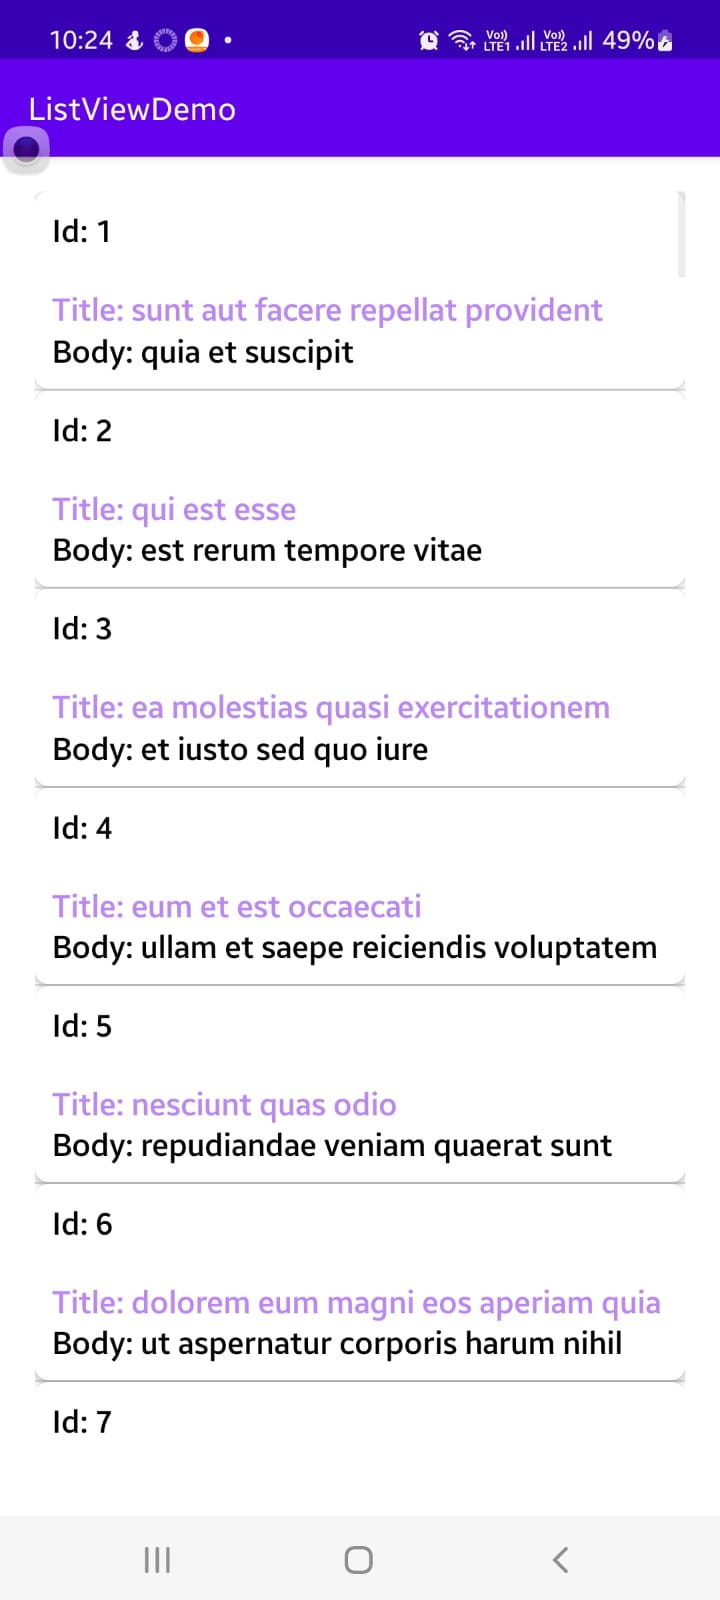 10:24 49%
Vo)) LTE1 Vo)) LTE2
ListViewDemo
Id: 1
Title: sunt aut facere repellat provident
Body: quia et suscipit
Id: 2
Title: qui est esse
Body: est rerum tempore vitae
Id: 3
Title: ea molestias quasi exercitationem
Body: et iusto sed quo iure
Id: 4
Title: eum et est occaecati
Body: ullam et saepe reiciendis voluptatem
Id: 5
Title: nesciunt quas odio
Body: repudiandae veniam quaerat sunt
Id: 6
Title: dolorem eum magni eos aperiam quia
Body: ut aspernatur corporis harum nihil
Id: 7